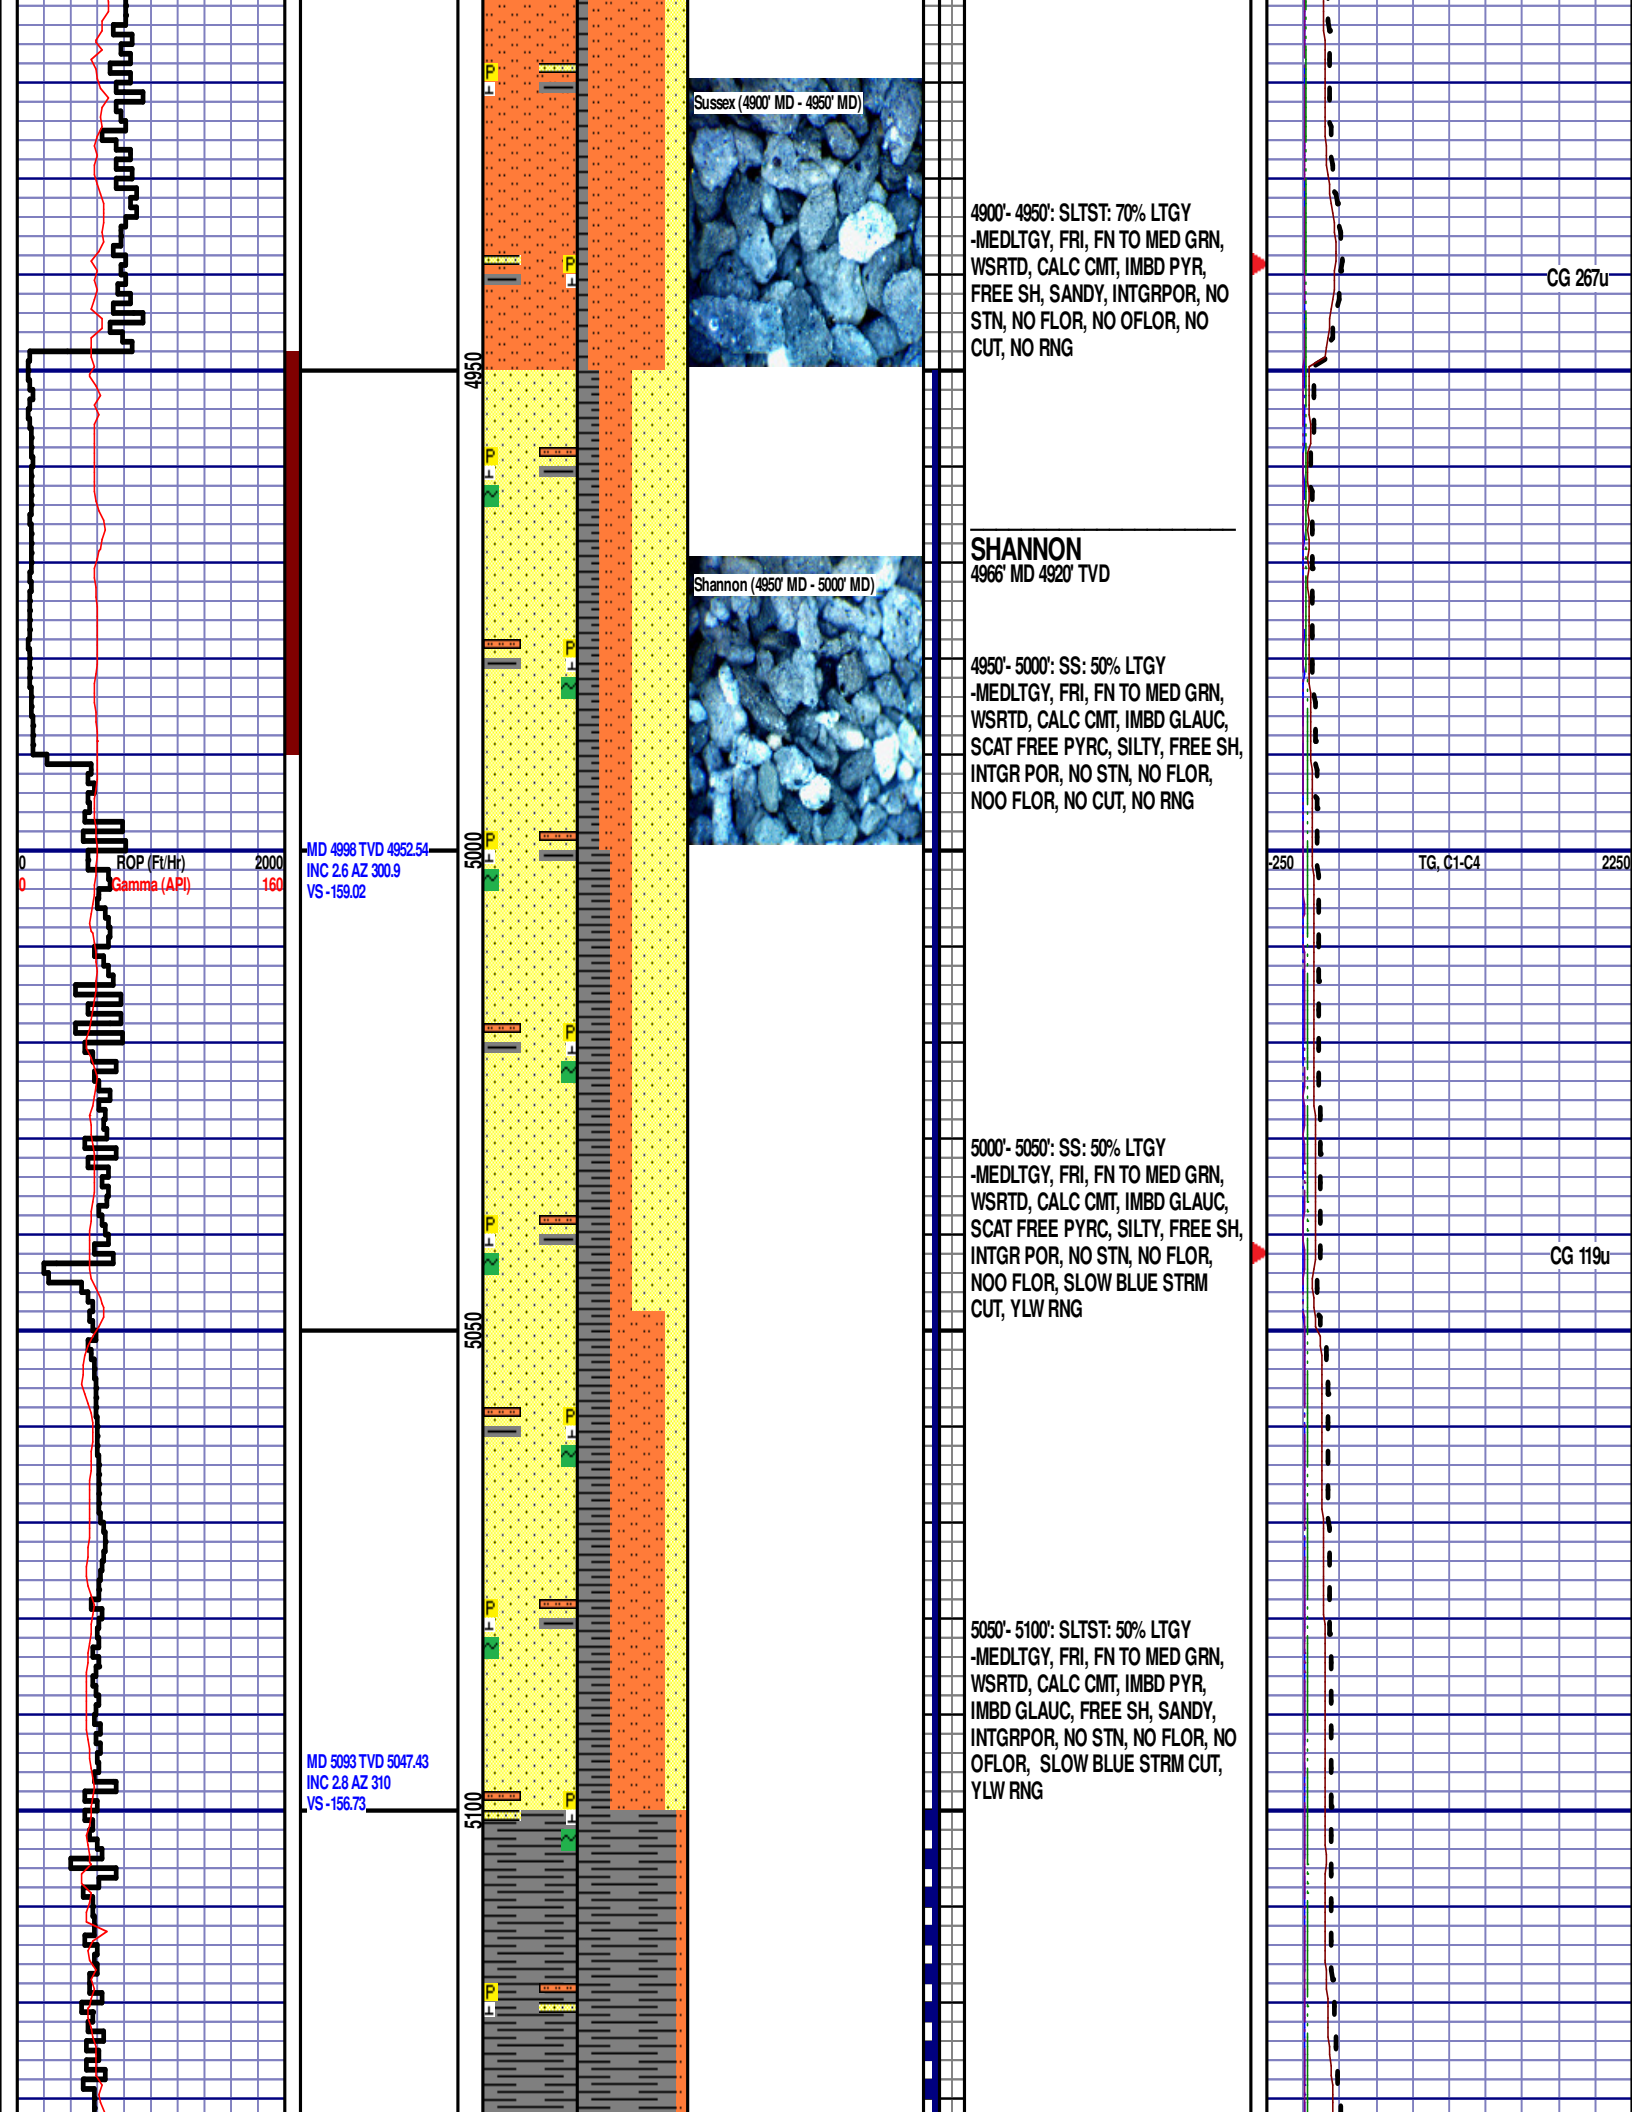 Sussex (4900' MD - 4950' MD)
4900'- 4950': SLTST: 70% LTGY
-MEDLTGY, FRI, FN TO MED GRN,
WSRTD, CALC CMT, IMBD PYR,
FREE SH, SANDY, INTGRPOR, NO
STN, NO FLOR, NO OFLOR, NO
CUT, NO RNG
CG 267u
4950
SHANNON
4966' MD 4920' TVD
Shannon (4950' MD - 5000' MD)
4950'- 5000': SS: 50% LTGY
-MEDLTGY, FRI, FN TO MED GRN,
WSRTD, CALC CMT, IMBD GLAUC,
SCAT FREE PYRC, SILTY, FREE SH,
INTGR POR, NO STN, NO FLOR,
NOO FLOR, NO CUT, NO RNG
0 ROP (Ft/Hr) 2000
0 Gamma (API) 160
MD 4998 TVD 4952.54
INC 2.6 AZ 300.9
VS -159.02
5000
-250 TG, C1-C4 2250
5000'- 5050': SS: 50% LTGY
-MEDLTGY, FRI, FN TO MED GRN,
WSRTD, CALC CMT, IMBD GLAUC,
SCAT FREE PYRC, SILTY, FREE SH,
INTGR POR, NO STN, NO FLOR,
NOO FLOR, SLOW BLUE STRM
CUT, YLW RNG
CG 119u
5050
5050'- 5100': SLTST: 50% LTGY
-MEDLTGY, FRI, FN TO MED GRN,
WSRTD, CALC CMT, IMBD PYR,
IMBD GLAUC, FREE SH, SANDY,
INTGRPOR, NO STN, NO FLOR, NO
OFLOR, SLOW BLUE STRM CUT,
YLW RNG
MD 5093 TVD 5047.43
INC 2.8 AZ 310
VS -156.73
5100
P
P
P
P
P
P
P
P
P
P
P